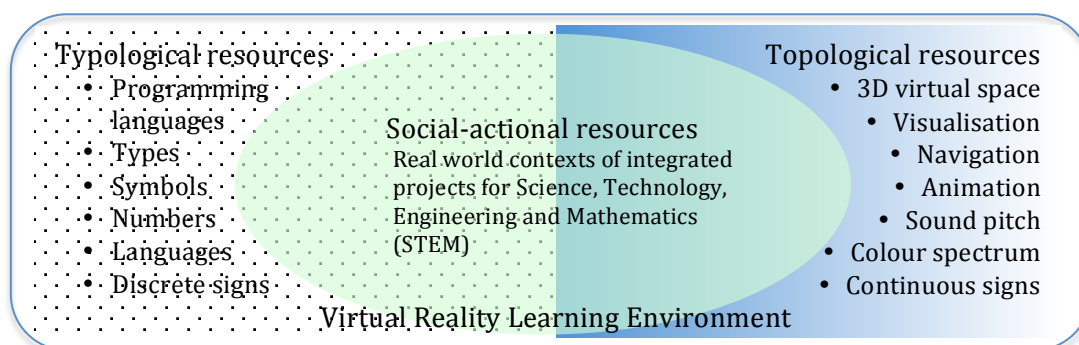 Typological resources
• Programming
languages
• Types
• Symbols
• Numbers
• Languages
• Discrete signs
Social-actional resources
Real world contexts of integrated
projects for Science, Technology,
Engineering and Mathematics
(STEM)
Topological resources
• 3D virtual space
• Visualisation
• Navigation
• Animation
• Sound pitch
• Colour spectrum
• Continuous signs
Virtual Reality Learning Environment